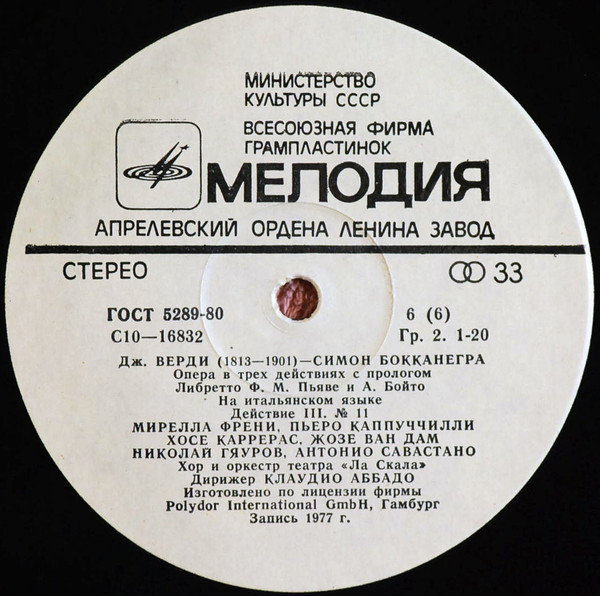 МИНИСТЕРСТВО
КУЛЬТУРЫ СССР
ВСЕСОЮЗНАЯ ФИРМА
ГРАМПЛАСТИНОК
МЕЛОДИЯ
АПРЕЛЕВСКИЙ ОРДЕНА ЛЕНИНА ЗАВОД
СТЕРЕО 33
ГОСТ 5289-80 6 (6)
С10—16832 Гр. 2. 1-20
Дж. ВЕРДИ (1813—1901)—СИМОН БОККАНЕГРА
Опера в трех действиях с прологом
Либретто Ф. М. Пьяве и А. Бойто
На итальянском языке
Действие III. № 11
МИРЕЛЛА ФРЕНИ, ПЬЕРО КАППУЧЧИЛЛИ
ХОСЕ КАРРЕРАС, ЖОЗЕ ВАН ДАМ
НИКОЛАЙ ГЯУРОВ, АНТОНИО САВАСТАНО
Хор и оркестр театра «Ла Скала»
Дирижер КЛАУДИО АББАДО
Изготовлено по лицензии фирмы
Polydor International GmbH, Гамбург
Запись 1977 г.